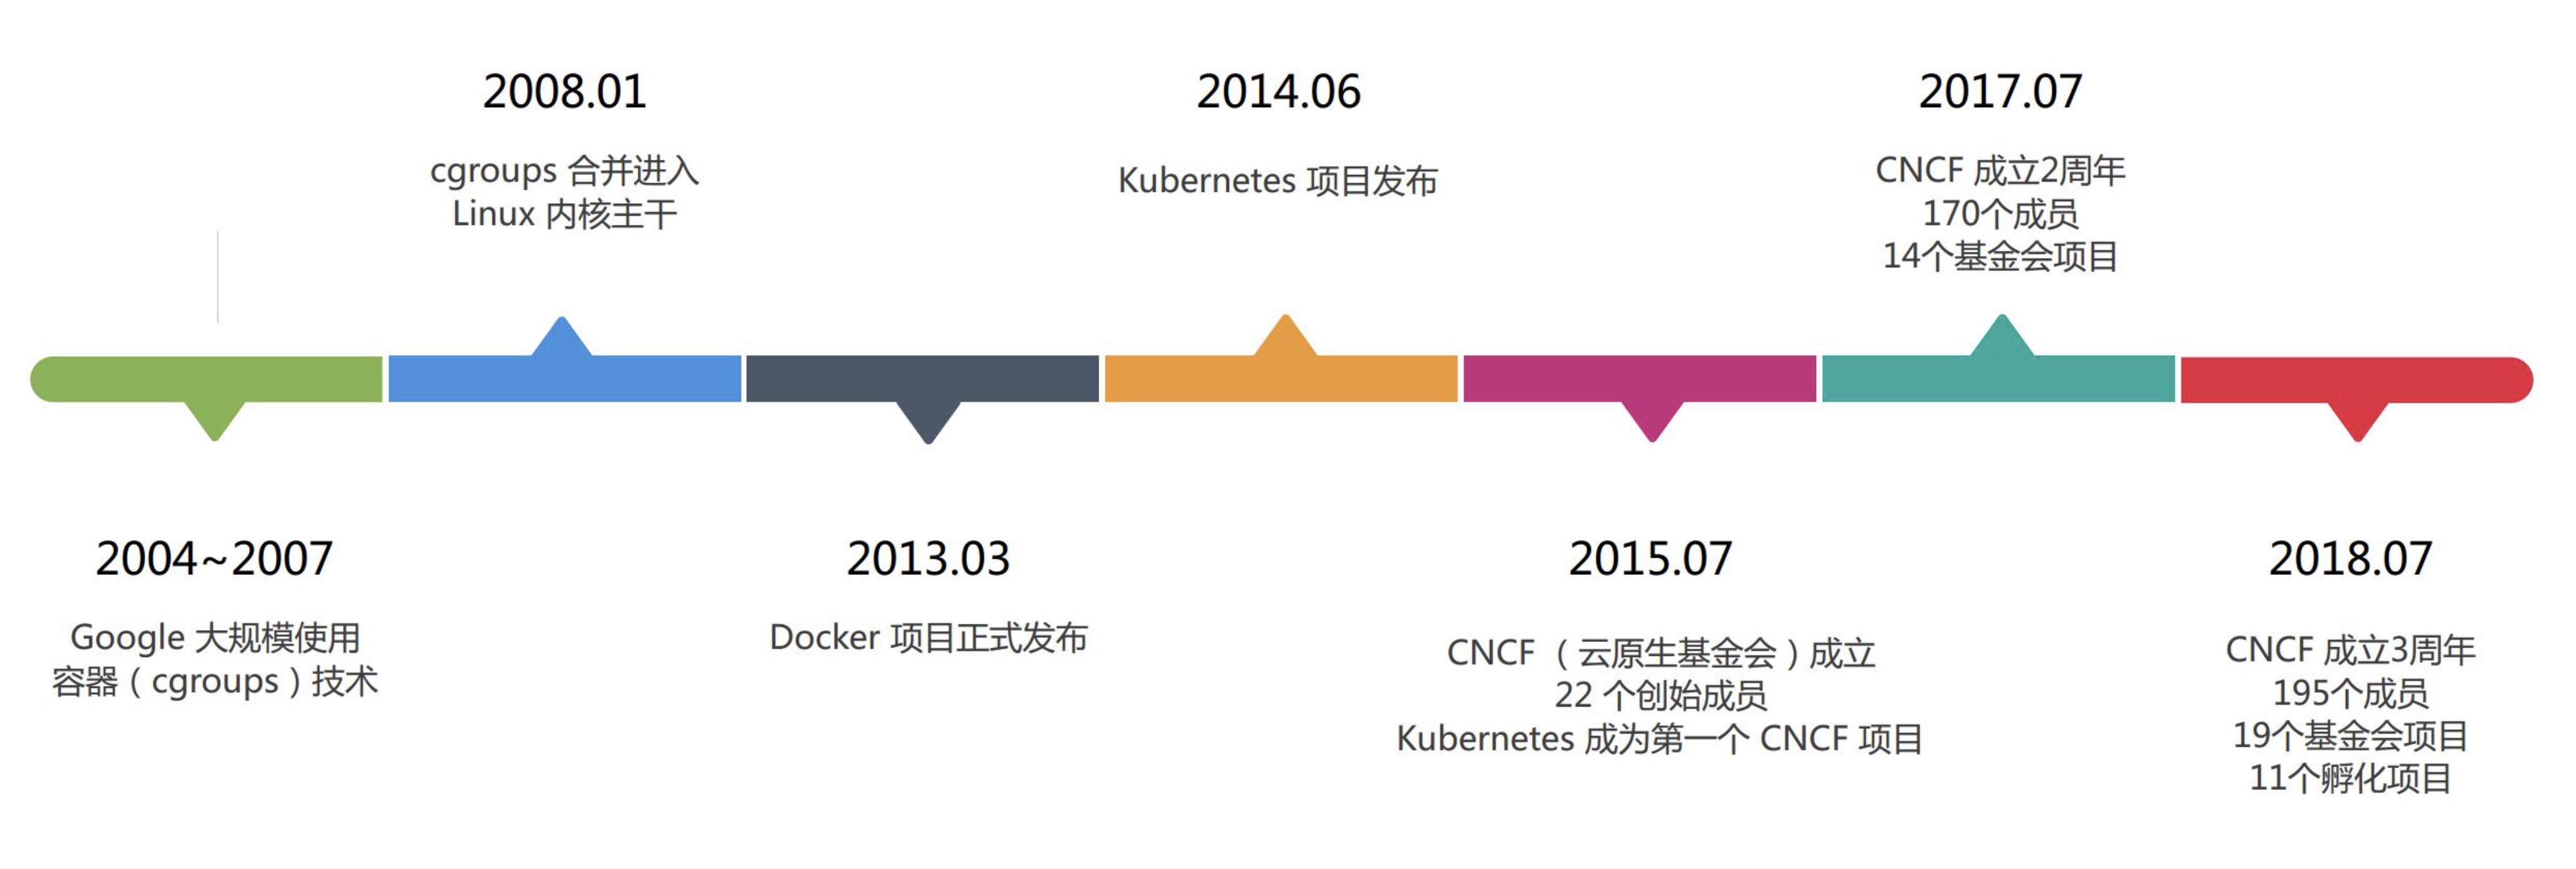 2004~2007
Google 大规模使用
容器（cgroups）技术
2008.01
cgroups 合并进入
Linux 内核主干
2013.03
Docker 项目正式发布
2014.06
Kubernetes 项目发布
2015.07
CNCF （云原生基金会）成立
22 个创始成员
Kubernetes 成为第一个 CNCF 项目
2017.07
CNCF 成立2周年
170个成员
14个基金会项目
2018.07
CNCF 成立3周年
195个成员
19个基金会项目
11个孵化项目